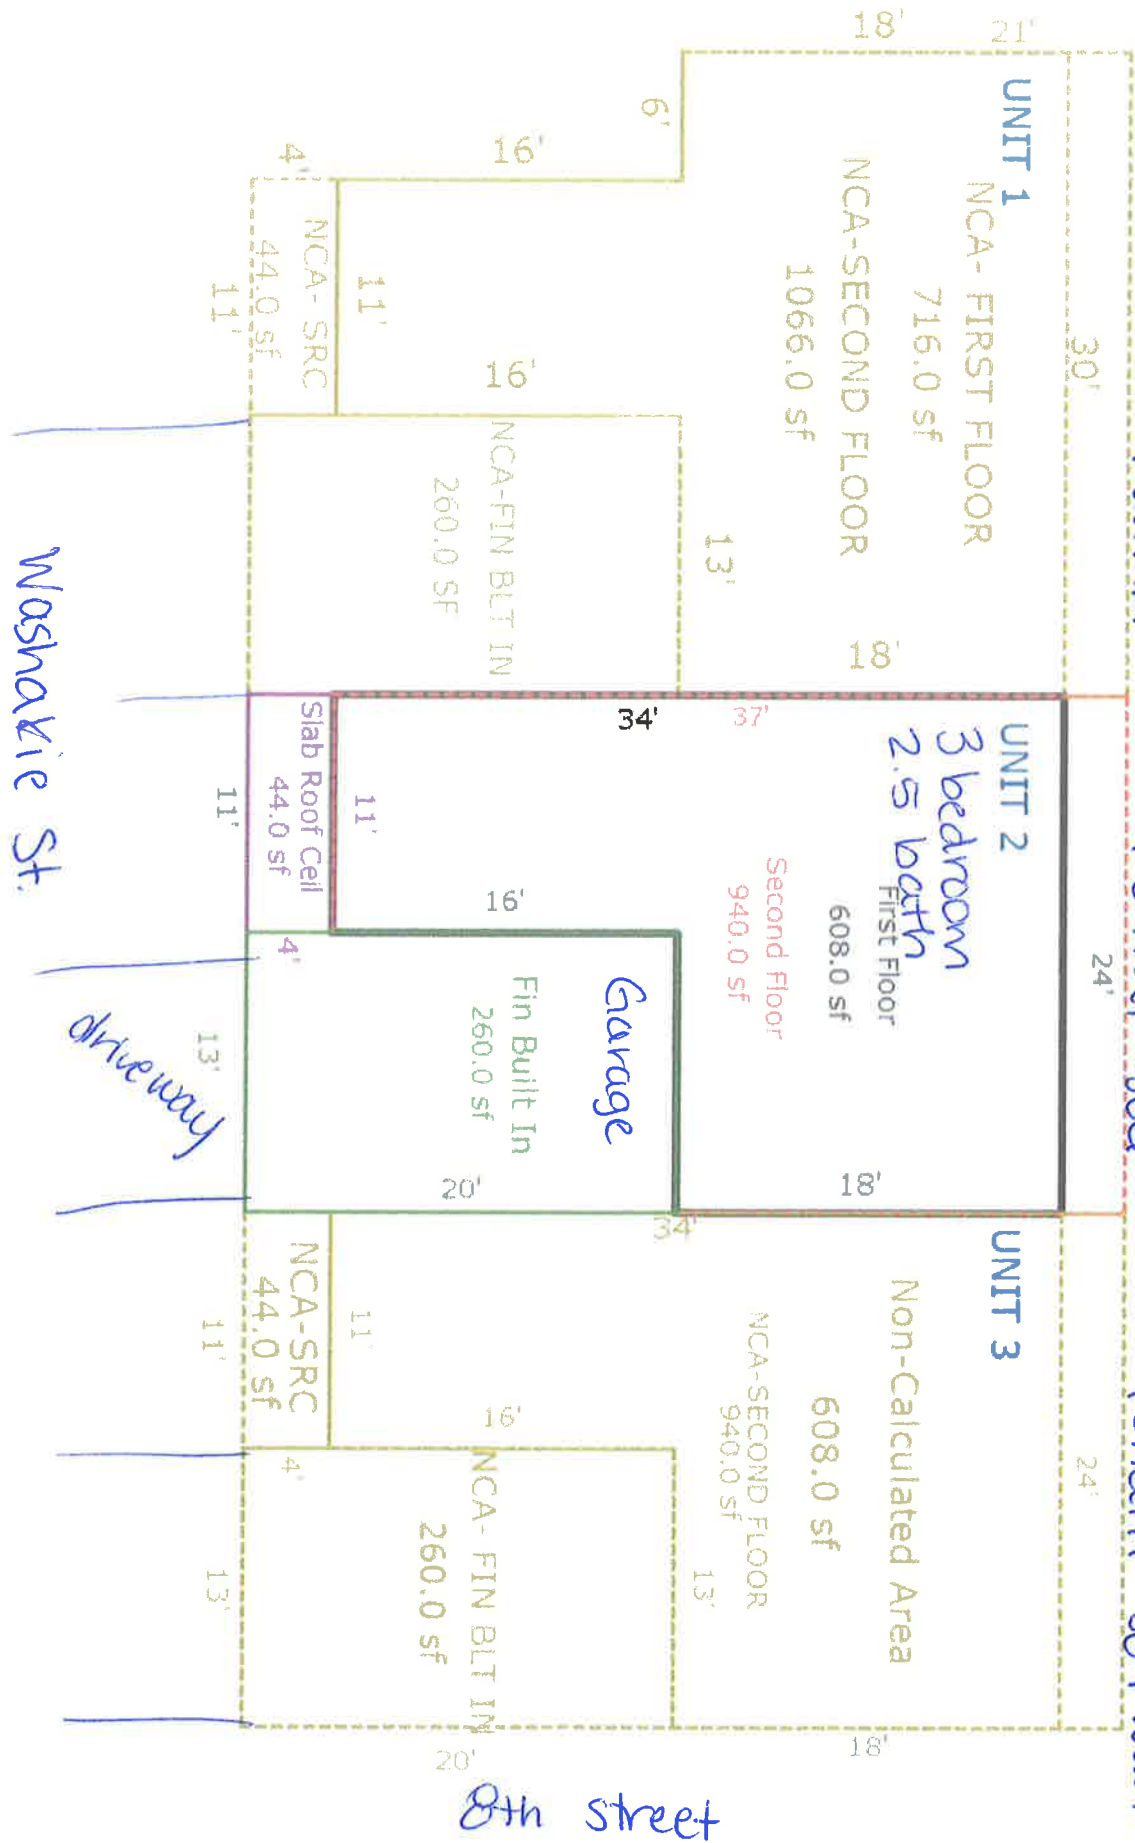 UNIT 1
NCA- FIRST FLOOR
716.0 sf
NCA-SECOND FLOOR
1066.0 sf
18'
21'
30'
6'
16'
4'
NCA- SRC
44.0 sf
11'
11'
16'
NCA-FIN BLT IN
260.0 SF
13'
18'
UNIT 2
3 bedroom
2.5 bath
First Floor
608.0 sf
Second Floor
940.0 sf
24'
34'
37'
11'
Slab Roof Ceil
44.0 sf
11'
16'
4'
Garage
Fin Built In
260.0 sf
13'
20'
18'
34'
driveway
UNIT 3
Non-Calculated Area
608.0 sf
NCA-SECOND FLOOR
940.0 sf
24'
11'
NCA-SRC
44.0 sf
11'
16'
4'
NCA- FIN BLT IN
260.0 sf
13'
13'
20'
18'
Washakie St.
8th street